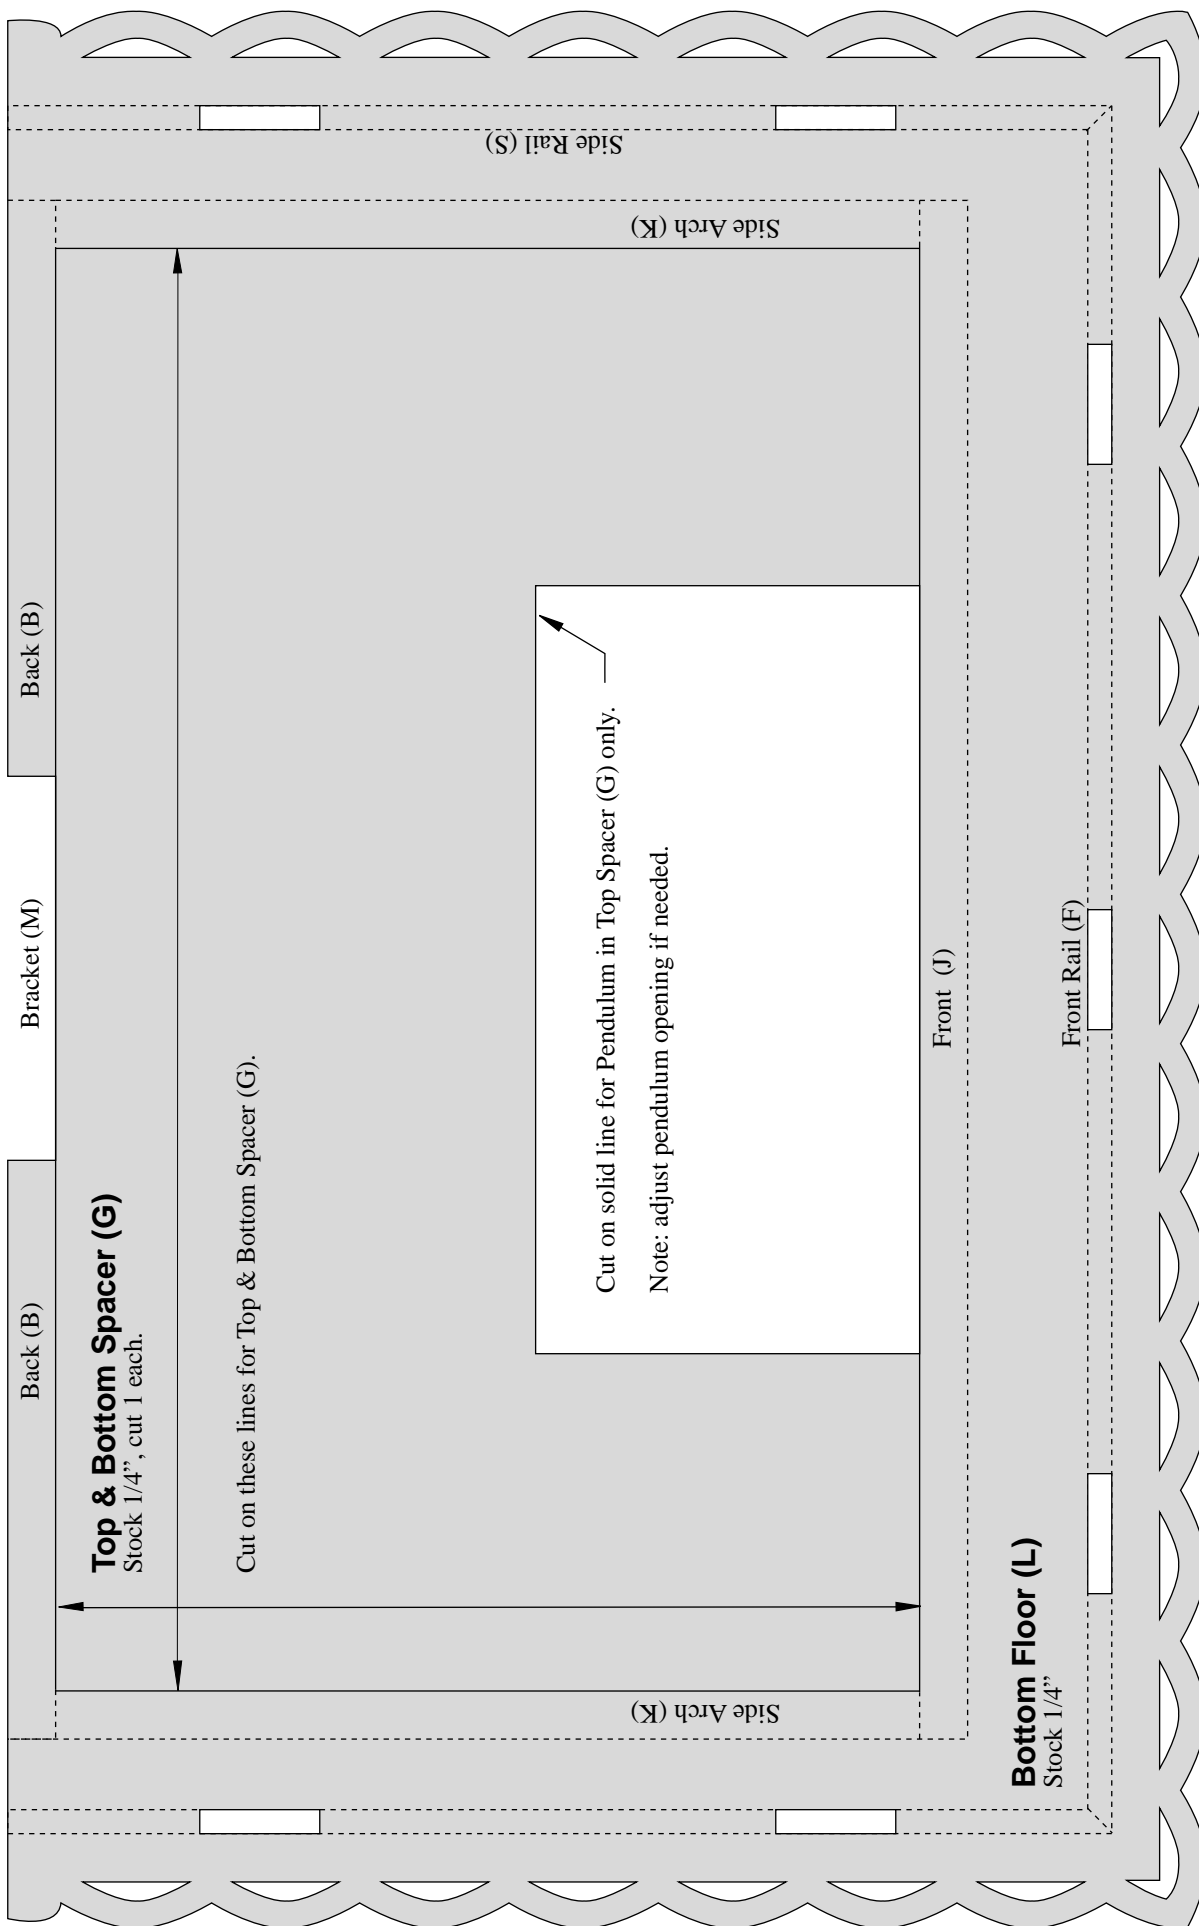 Back (B)
Bracket (M)
Back (B)
Top & Bottom Spacer (G)
Stock 1/4”, cut 1 each.
Cut on these lines for Top & Bottom Spacer (G).
Side Rail (S)
Side Arch (K)
Side Arch (K)
Cut on solid line for Pendulum in Top Spacer (G) only.
Note: adjust pendulum opening if needed.
Front (J)
Bottom Floor (L)
Stock 1/4”
Front Rail (F)